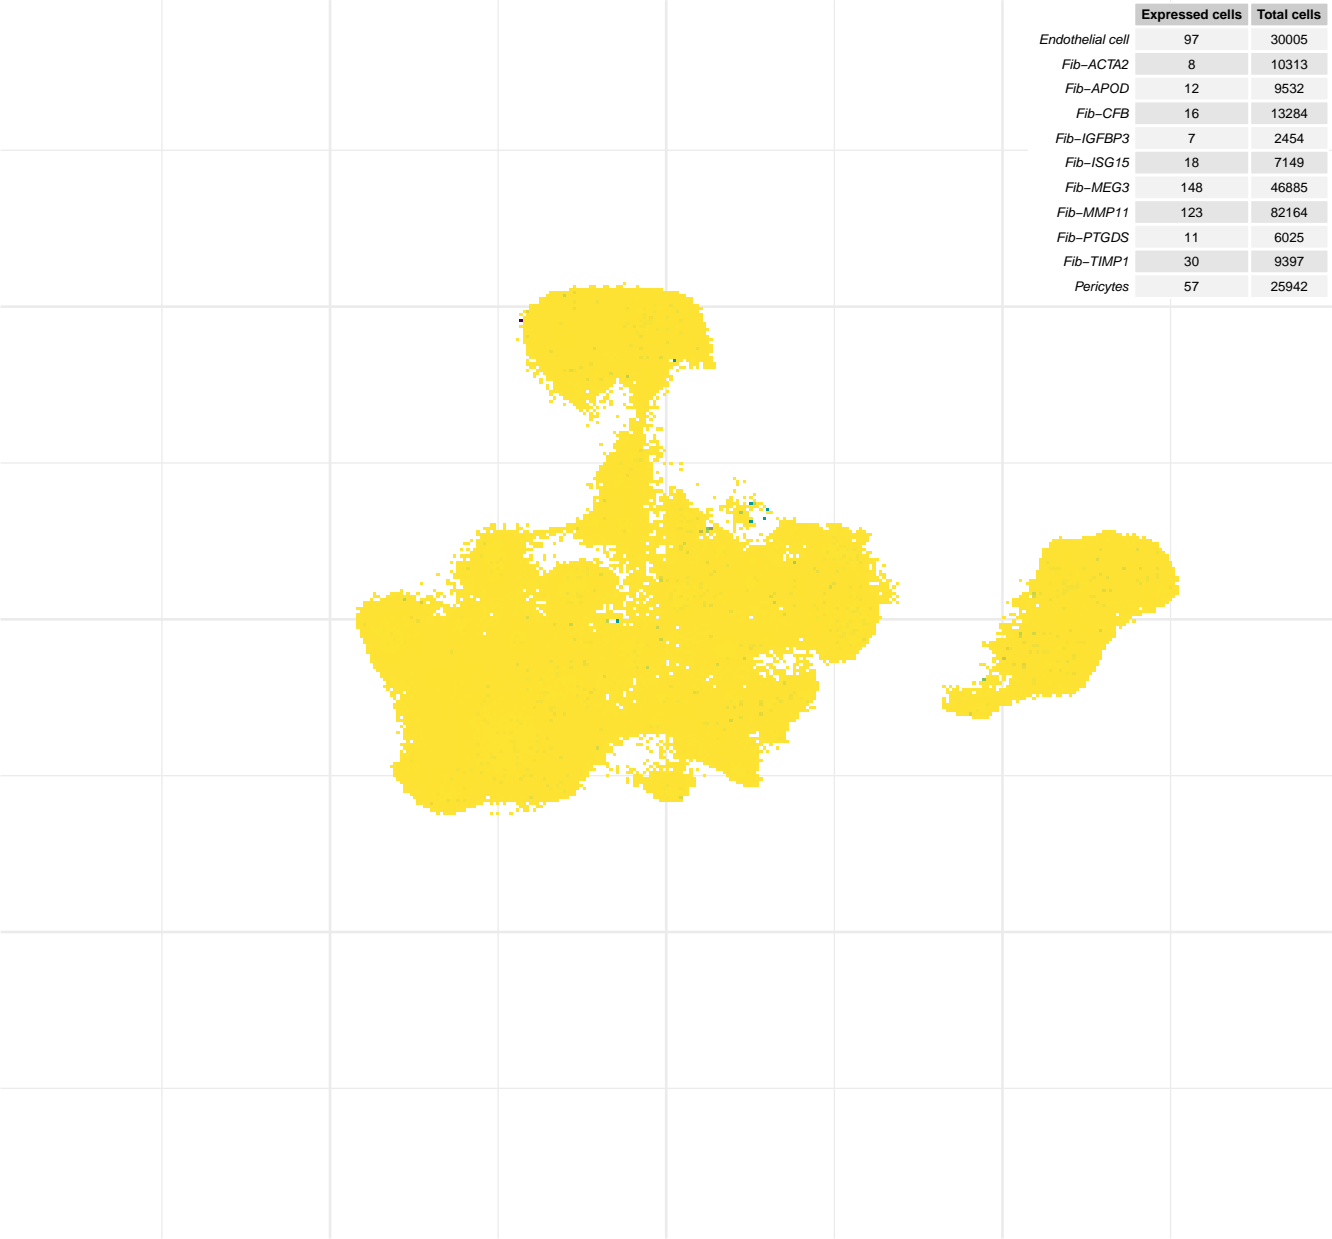 Expressed cells Total cells
Endothelial cell 97 30005
Fib−ACTA2 8 10313
Fib−APOD 12 9532
Fib−CFB 16 13284
Fib−IGFBP3 7 2454
Fib−ISG15 18 7149
Fib−MEG3 148 46885
Fib−MMP11 123 82164
Fib−PTGDS 11 6025
Fib−TIMP1 30 9397
Pericytes 57 25942